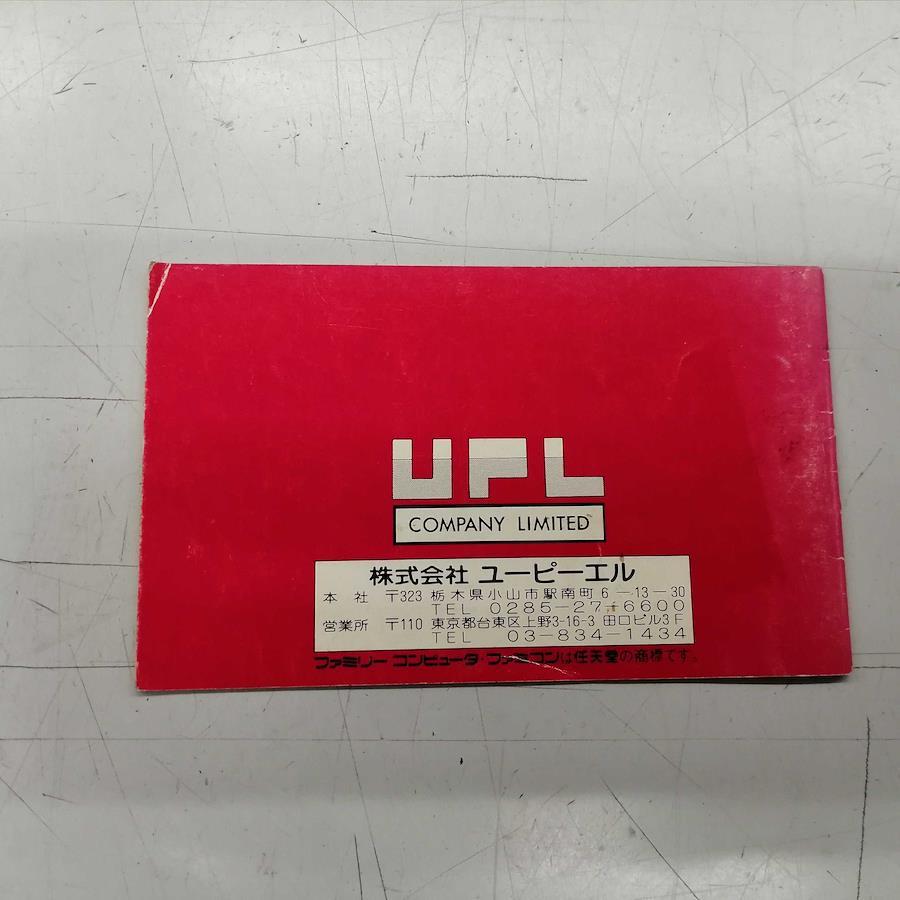 UPL
COMPANY LIMITED
株式会社 ユーピーエル
本 社 〒323 栃木県小山市駅南町6-13-30
TEL 0285-27-6600
営業所 〒110 東京都台東区上野3-16-3 田口ビル3F
TEL 03-834-1434
ファミリーコンピュータ・ファミコンは任天堂の商標です。